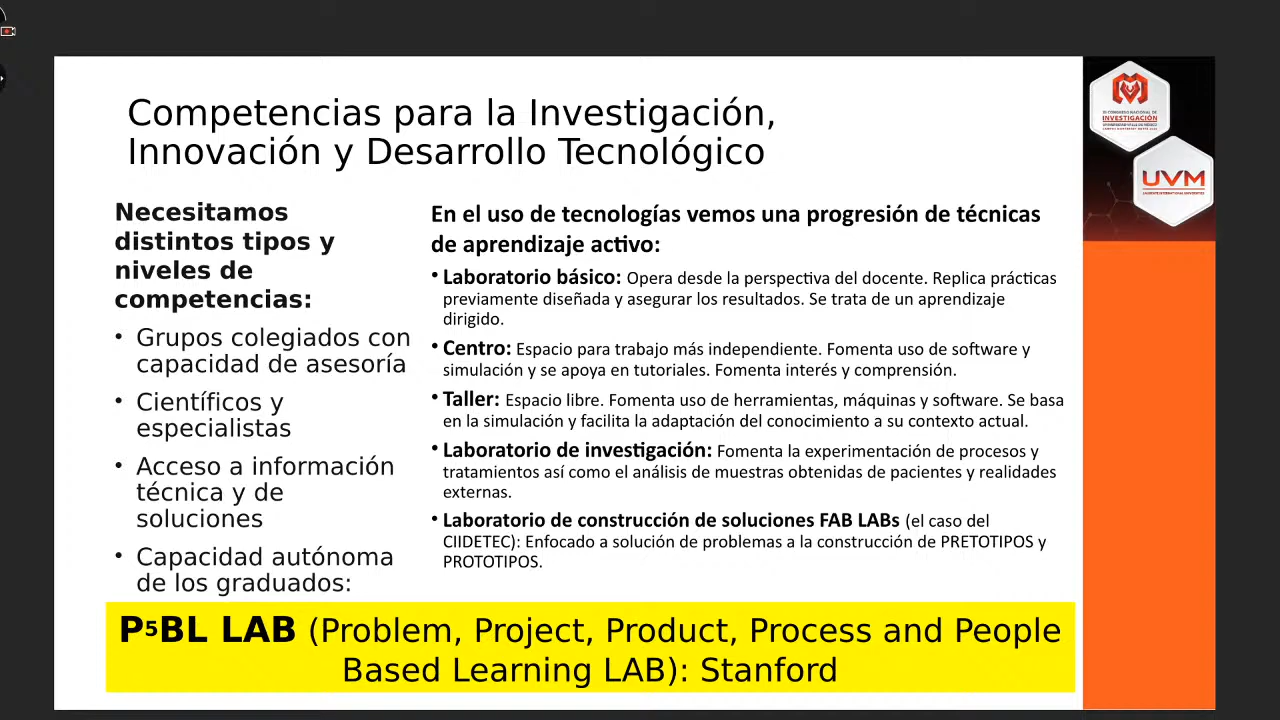 Competencias para la Investigación,
Innovación y Desarrollo Tecnológico
Necesitamos
distintos tipos y
niveles de
competencias:
• Grupos colegiados con
capacidad de asesoría
• Científicos y
especialistas
• Acceso a información
técnica y de
soluciones
• Capacidad autónoma
de los graduados:
En el uso de tecnologías vemos una progresión de técnicas
de aprendizaje activo:
• Laboratorio básico: Opera desde la perspectiva del docente. Replica prácticas
previamente diseñada y asegurar los resultados. Se trata de un aprendizaje
dirigido.
• Centro: Espacio para trabajo más independiente. Fomenta uso de software y
simulación y se apoya en tutoriales. Fomenta interés y comprensión.
• Taller: Espacio libre. Fomenta uso de herramientas, máquinas y software. Se basa
en la simulación y facilita la adaptación del conocimiento a su contexto actual.
• Laboratorio de investigación: Fomenta la experimentación de procesos y
tratamientos así como el análisis de muestras obtenidas de pacientes y realidades
externas.
• Laboratorio de construcción de soluciones FAB LABs (el caso del
CIIDETEC): Enfocado a solución de problemas a la construcción de PRETOTIPOS y
PROTOTIPOS.
P5BL LAB (Problem, Project, Product, Process and People
Based Learning LAB): Stanford
INVESTIGACIÓN
UVM